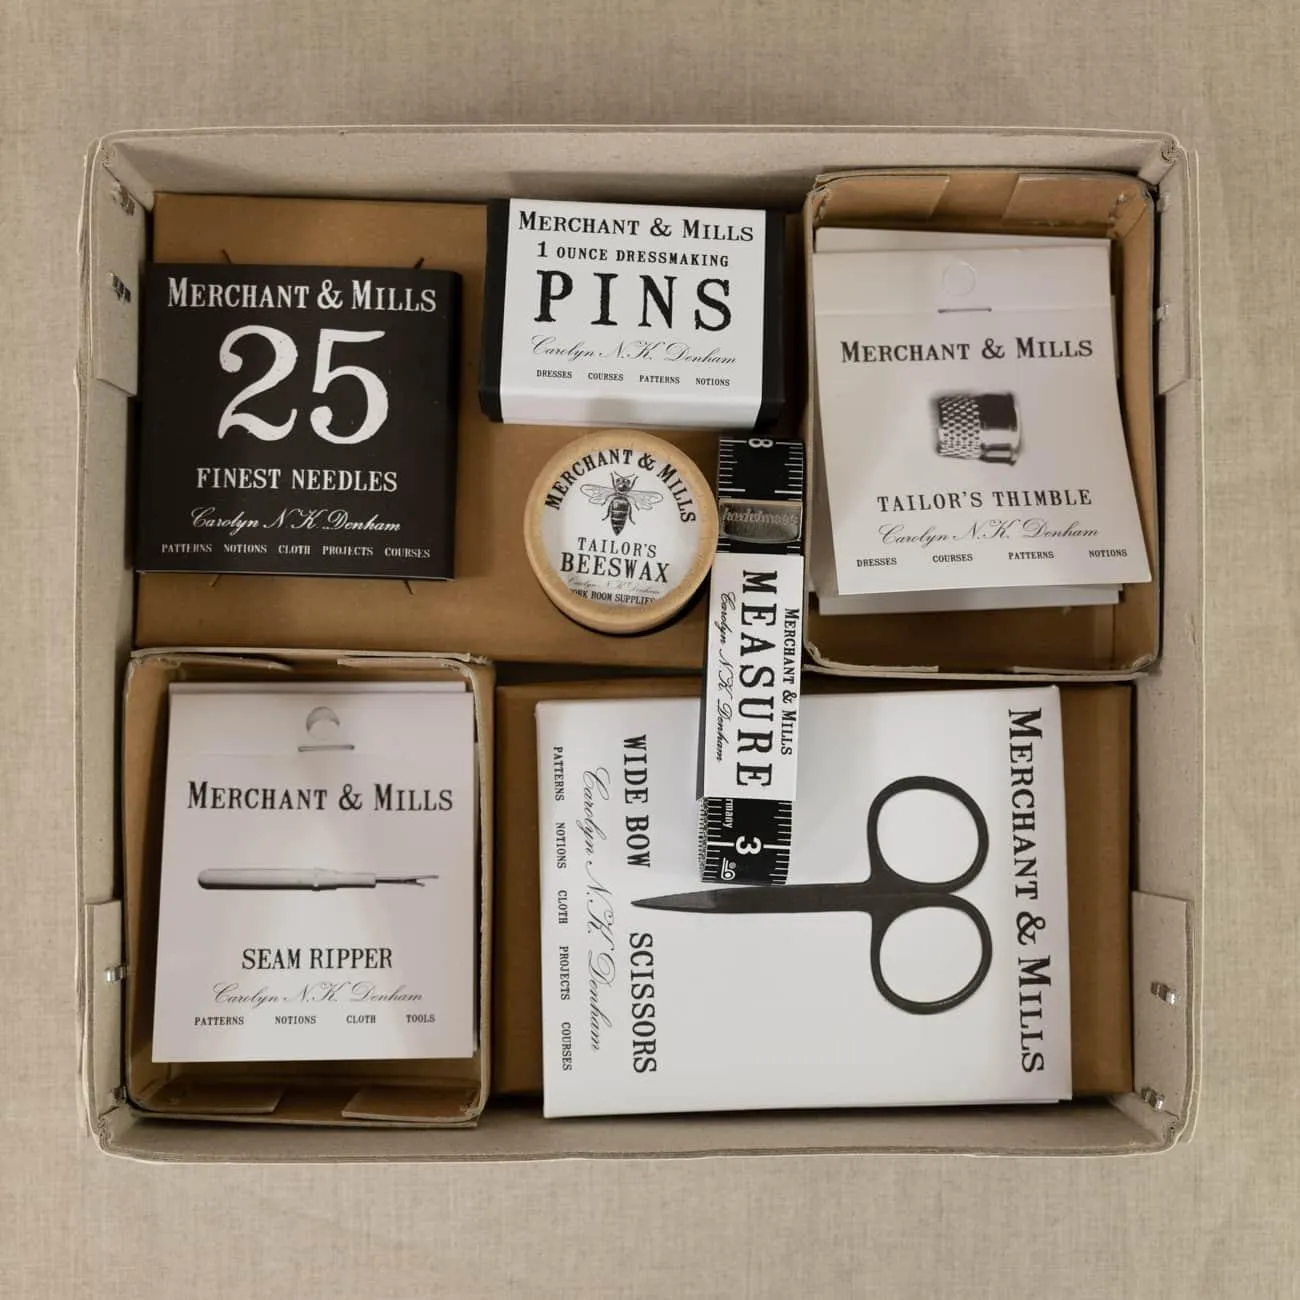 MERCHANT & MILLS
25
FINEST NEEDLES
Carolyn N.K. Denham
PATTERNS NOTIONS CLOTH PROJECTS COURSES
MERCHANT & MILLS
1 OUNCE DRESSMAKING
PINS
Carolyn N.K. Denham
DRESSES COURSES PATTERNS NOTIONS
MERCHANT & MILLS
TAILOR'S THIMBLE
Carolyn N.K. Denham
DRESSES COURSES PATTERNS NOTIONS
MERCHANT & MILLS
TAILOR'S
BEESWAX
Carolyn N.K. Denham
ROOM SUPPLIES
8
hoechstmass
MERCHANT & MILLS
MEASURE
Carolyn N.K. Denham
3
MERCHANT & MILLS
SEAM RIPPER
Carolyn N.K. Denham
PATTERNS NOTIONS CLOTH TOOLS
MERCHANT & MILLS
WIDE BOW SCISSORS
Carolyn N.K. Denham
PATTERNS NOTIONS CLOTH PROJECTS COURSES